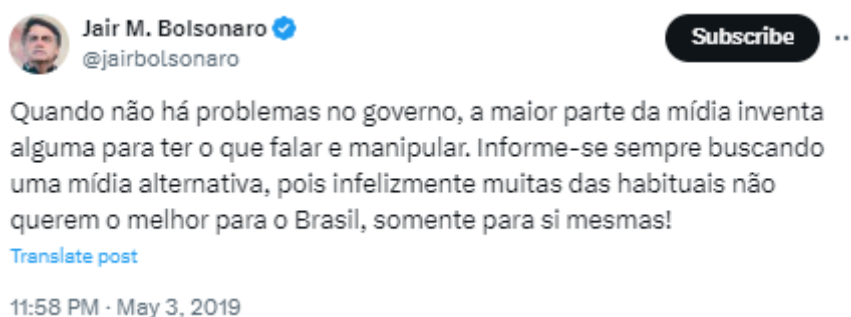 Jair M. Bolsonaro
Subscribe
@jairbolsonaro
Quando não há problemas no governo, a maior parte da mídia inventa
alguma para ter o que falar e manipular. Informe-se sempre buscando
uma mídia alternativa, pois infelizmente muitas das habituais não
querem o melhor para o Brasil, somente para si mesmas!
Translate post
11:58 PM · May 3, 2019